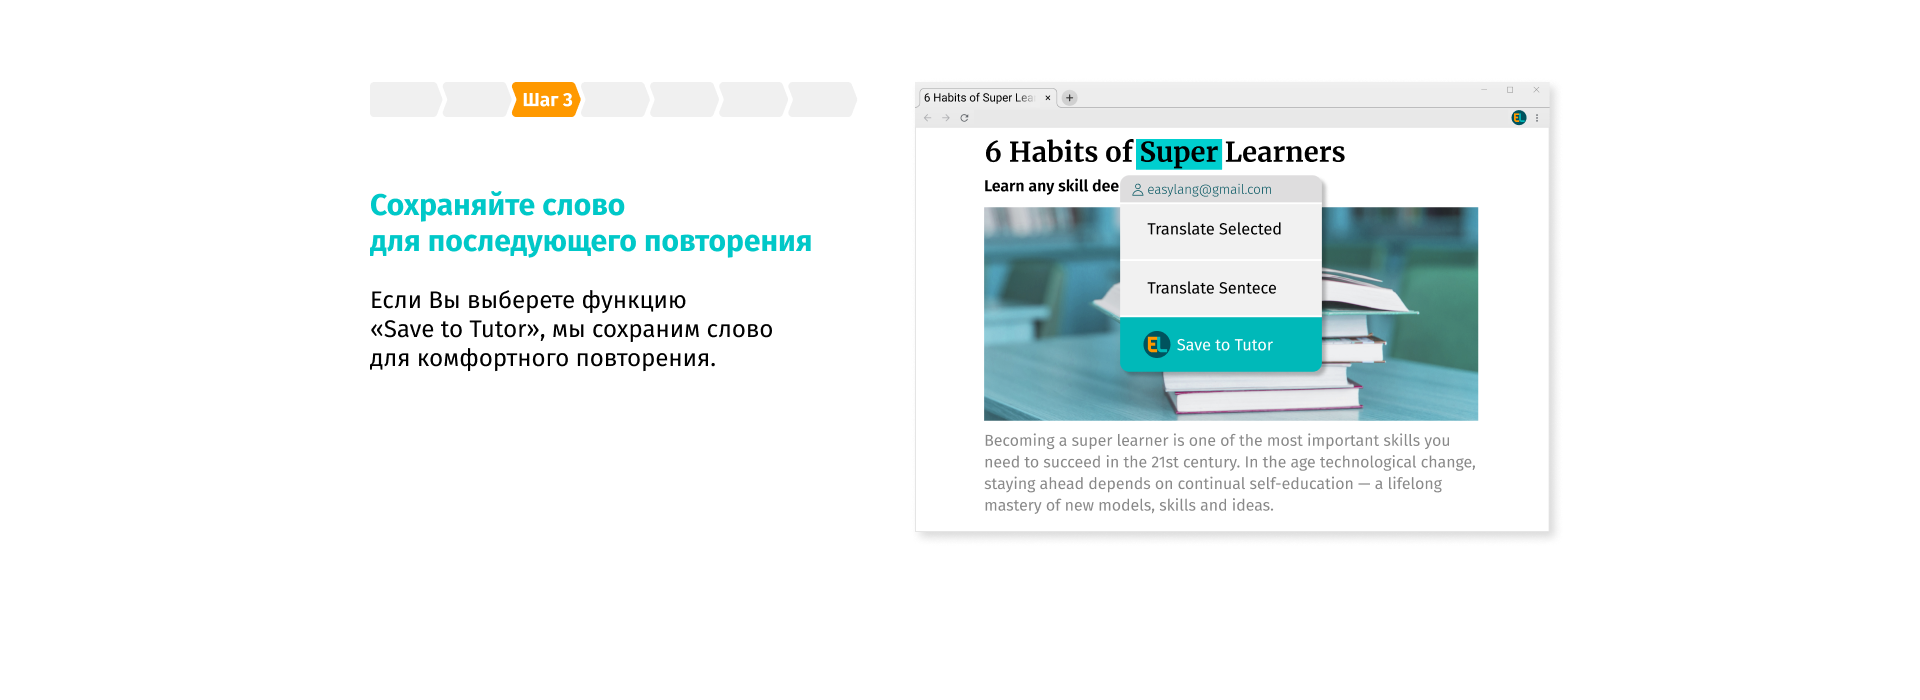 Шаг 3
Сохраняйте слово
для последующего повторения
Если Вы выберете функцию
«Save to Tutor», мы сохраним слово
для комфортного повторения.
6 Habits of Super Lea
6 Habits of Super Learners
Learn any skill dee
easylang@gmail.com
Translate Selected
Translate Sentece
EL Save to Tutor
Becoming a super learner is one of the most important skills you
need to succeed in the 21st century. In the age technological change,
staying ahead depends on continual self-education — a lifelong
mastery of new models, skills and ideas.
EL